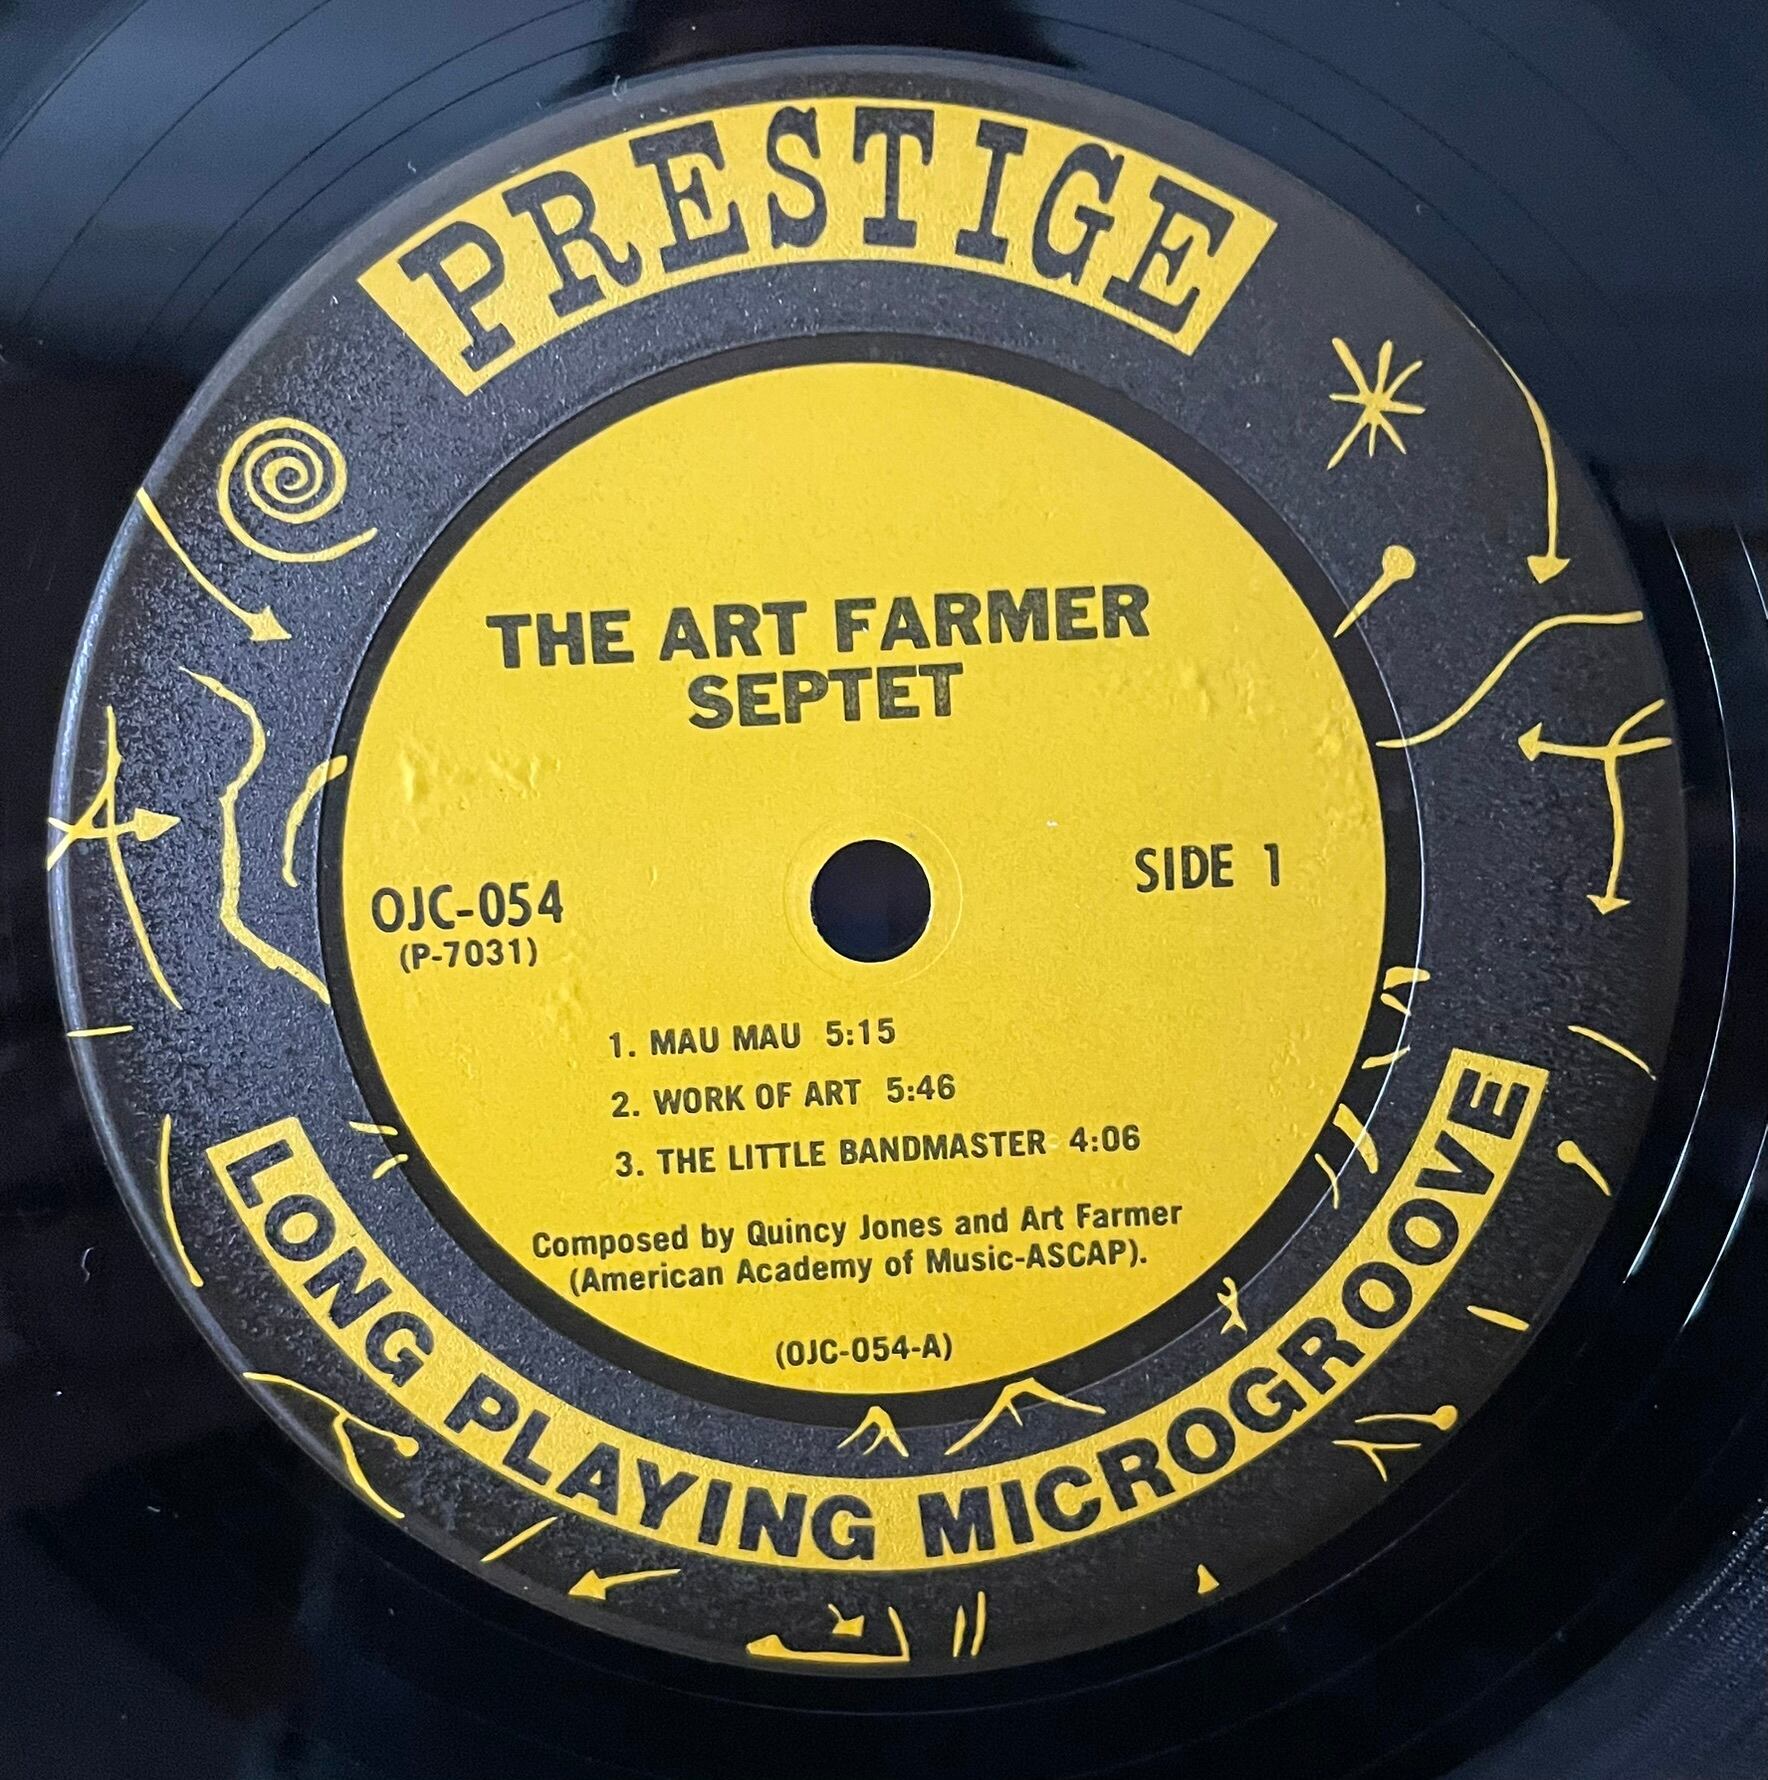 PRESTIGE
THE ART FARMER
SEPTET
OJC-054
(P-7031)
SIDE 1
1. MAU MAU 5:15
2. WORK OF ART 5:46
3. THE LITTLE BANDMASTER 4:06
Composed by Quincy Jones and Art Farmer
(American Academy of Music-ASCAP).
(OJC-054-A)
LONG PLAYING MICROGROOVE